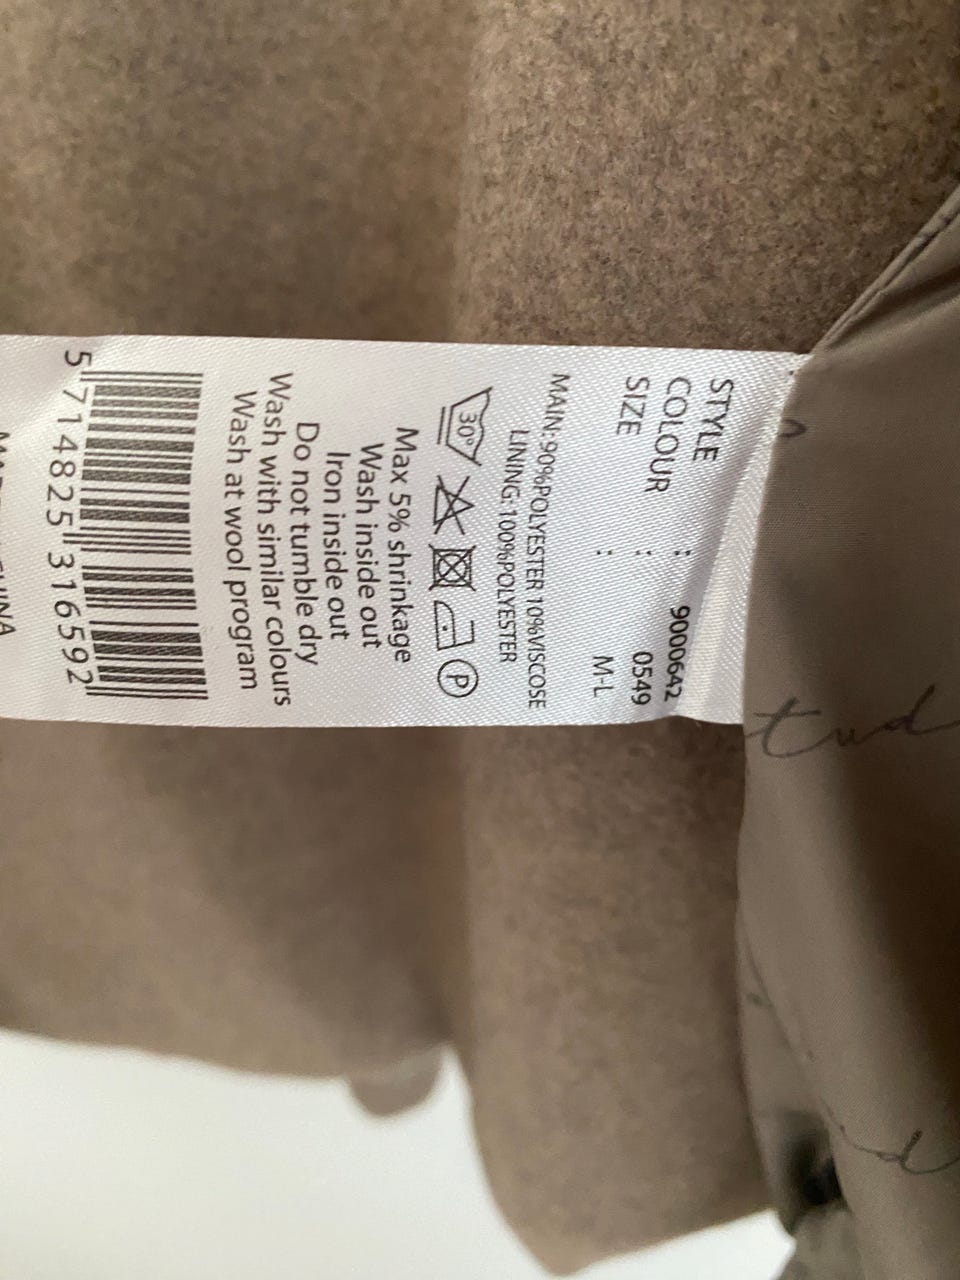 STYLE : 9000642
COLOUR : 0549
SIZE : M-L
MAIN:90%POLYESTER 10%VISCOSE
LINING:100%POLYESTER
30° P
Max 5% shrinkage
Wash inside out
Iron inside out
Do not tumble dry
Wash with similar colours
Wash at wool program
5 714825 316592